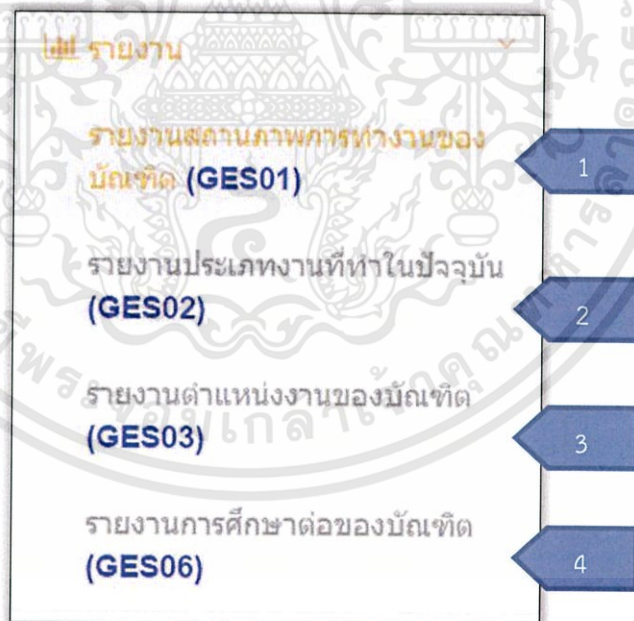 รายงาน
รายงานสถานภาพการทำงานของ
บัณฑิต (GES01)
1
รายงานประเภทงานที่ทำในปัจจุบัน
(GES02)
2
รายงานตำแหน่งงานของบัณฑิต
(GES03)
3
รายงานการศึกษาต่อของบัณฑิต
(GES06)
4